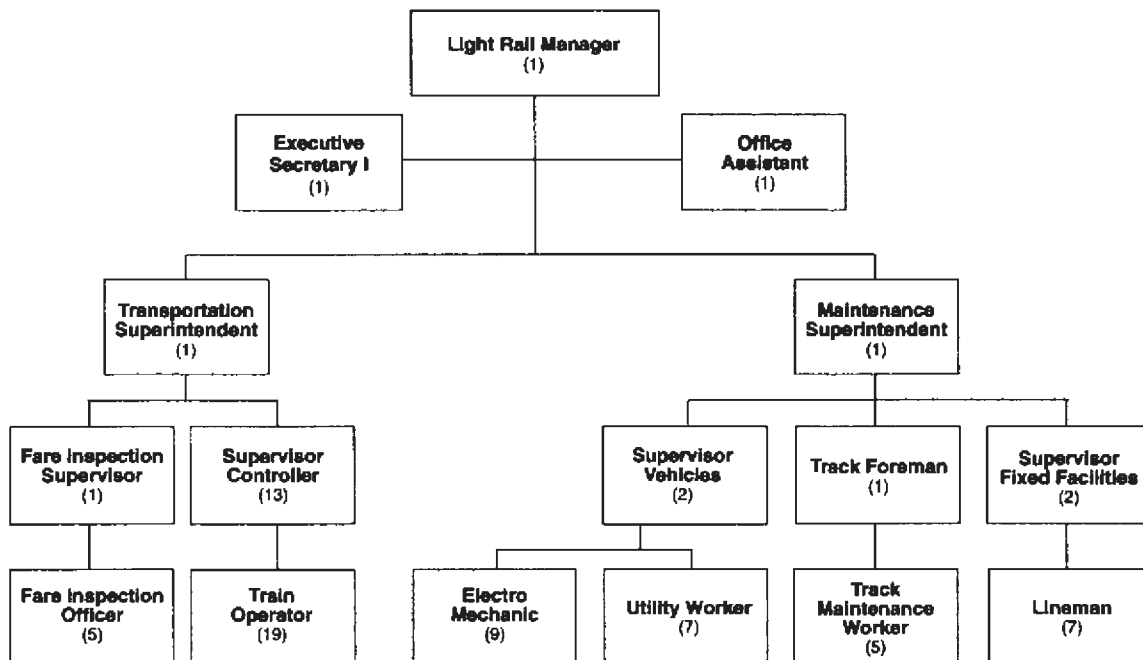 Light Rail Manager
(1)
Executive
Secretary I
(1)
Office
Assistant
(1)
Transportation
Superintendent
(1)
Maintenance
Superintendent
(1)
Fare Inspection
Supervisor
(1)
Supervisor
Controller
(13)
Supervisor
Vehicles
(2)
Track Foreman
(1)
Supervisor
Fixed Facilities
(2)
Fare Inspection
Officer
(5)
Train
Operator
(19)
Electro
Mechanic
(9)
Utility Worker
(7)
Track
Maintenance
Worker
(5)
Lineman
(7)